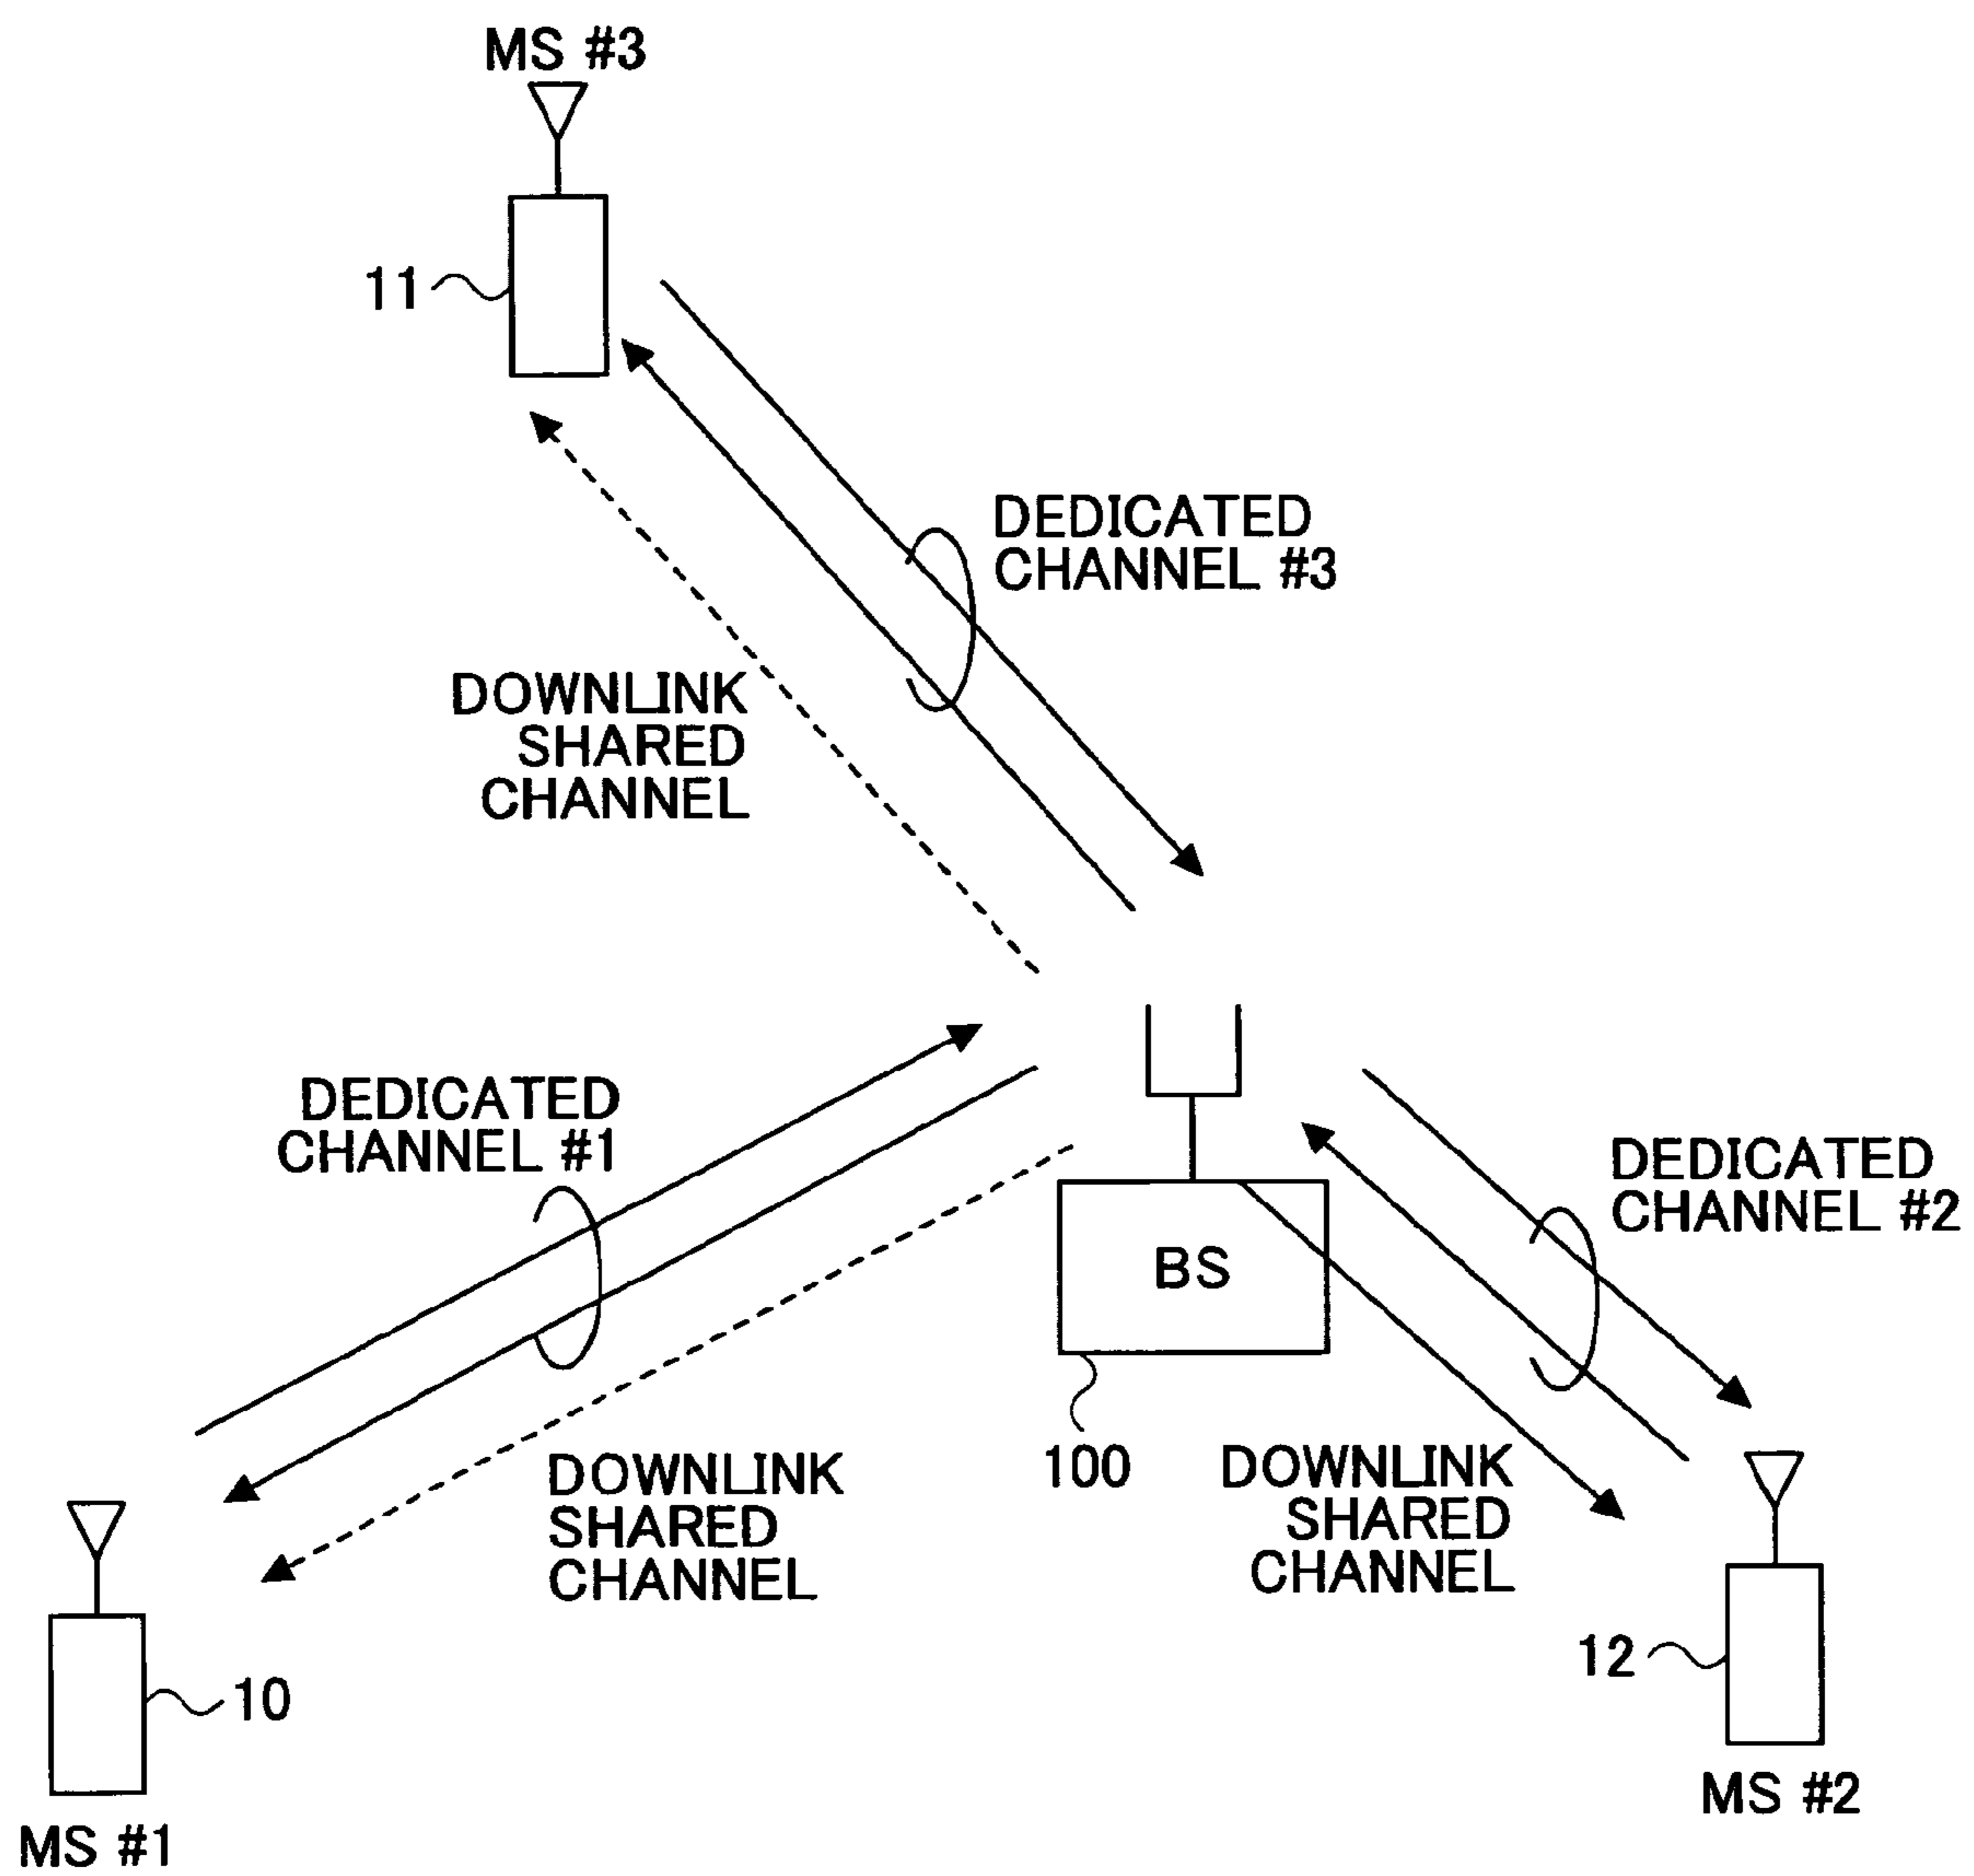 MS #3
11
DEDICATED
CHANNEL #3
DOWNLINK
SHARED
CHANNEL
DEDICATED
CHANNEL #1
DEDICATED
CHANNEL #2
BS
100
DOWNLINK
SHARED
CHANNEL
DOWNLINK
SHARED
CHANNEL
10
MS #1
12
MS #2